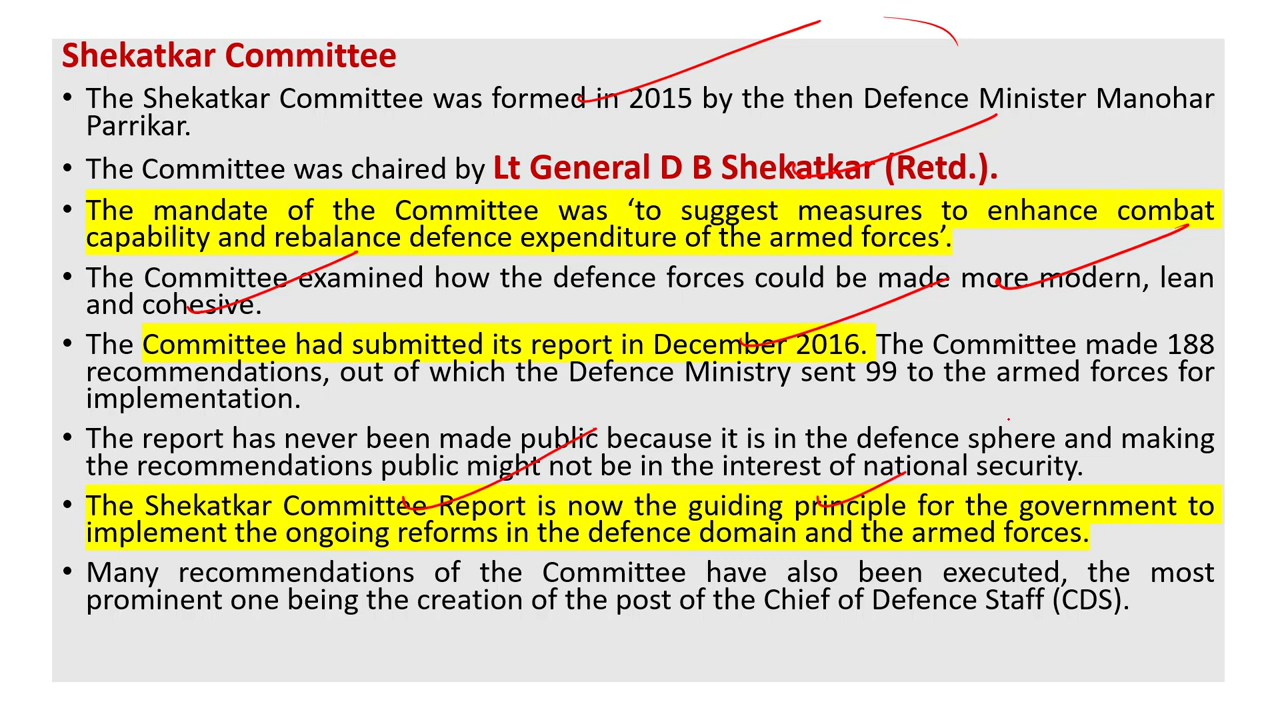 Shekatkar Committee
• The Shekatkar Committee was formed in 2015 by the then Defence Minister Manohar
Parrikar.
• The Committee was chaired by Lt General D B Shekatkar (Retd.).
• The mandate of the Committee was ‘to suggest measures to enhance combat
capability and rebalance defence expenditure of the armed forces’.
• The Committee examined how the defence forces could be made more modern, lean
and cohesive.
• The Committee had submitted its report in December 2016. The Committee made 188
recommendations, out of which the Defence Ministry sent 99 to the armed forces for
implementation.
• The report has never been made public because it is in the defence sphere and making
the recommendations public might not be in the interest of national security.
• The Shekatkar Committee Report is now the guiding principle for the government to
implement the ongoing reforms in the defence domain and the armed forces.
• Many recommendations of the Committee have also been executed, the most
prominent one being the creation of the post of the Chief of Defence Staff (CDS).